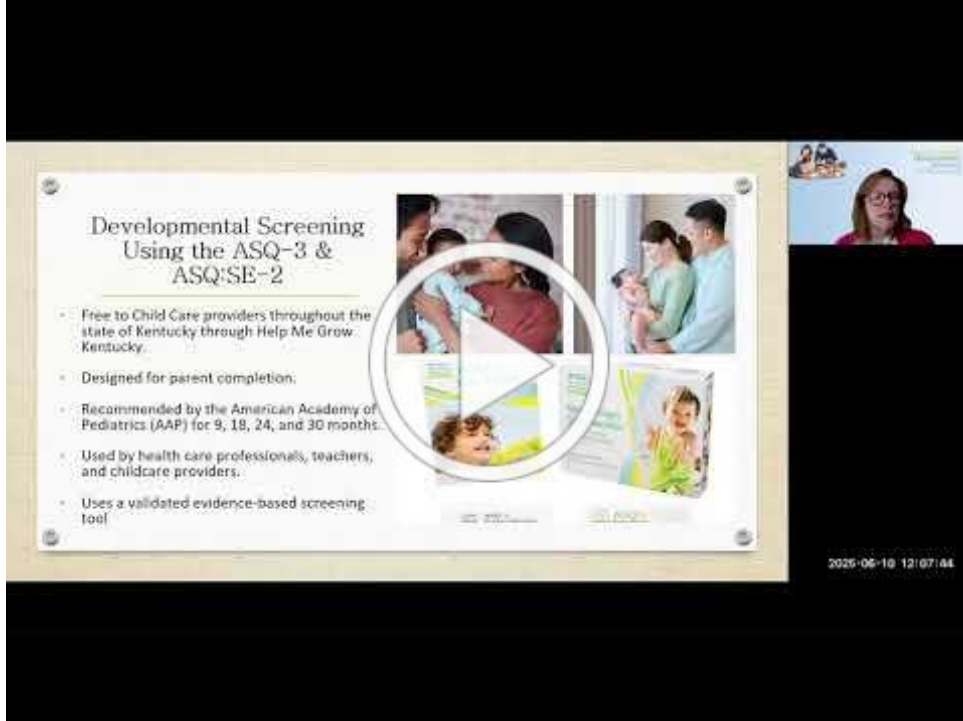 Developmental Screening
Using the ASQ-3 &
ASQ:SE-2
Free to Child Care providers throughout the
state of Kentucky through Help Me Grow
Kentucky.
Designed for parent completion.
Recommended by the American Academy of
Pediatrics (AAP) for 9, 18, 24, and 30 months.
Used by health care professionals, teachers,
and childcare providers.
Uses a validated evidence-based screening
tool
2025-06-10 12:07:44